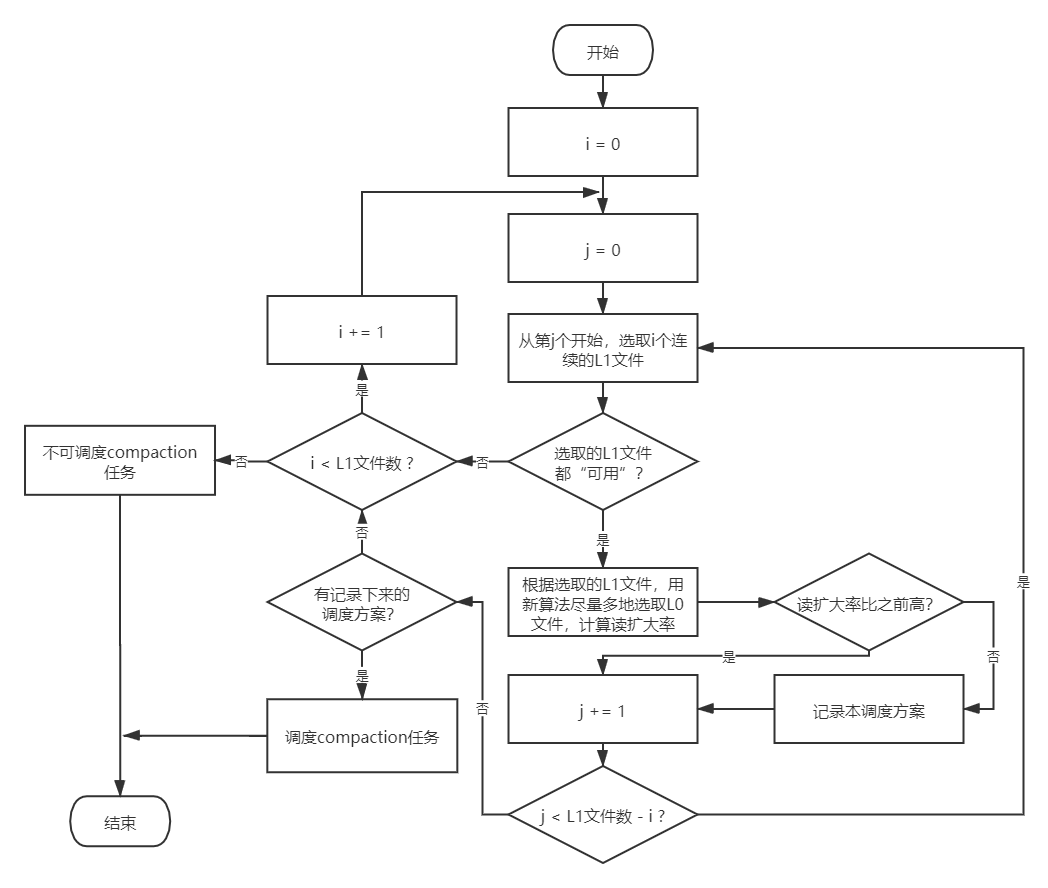 开始
i = 0
j = 0
i += 1
从第j个开始，选取i个连
续的L1文件
是
不可调度compaction
任务
否
i < L1文件数 ?
否
选取的L1文件
都“可用”?
否
是
是
有记录下来的
调度方案?
根据选取的L1文件，用
新算法尽量多地选取L0
文件，计算读扩大率
读扩大率比之前高?
是
是
否
否
调度compaction任务
j += 1
记录本调度方案
结束
j < L1文件数 - i ?